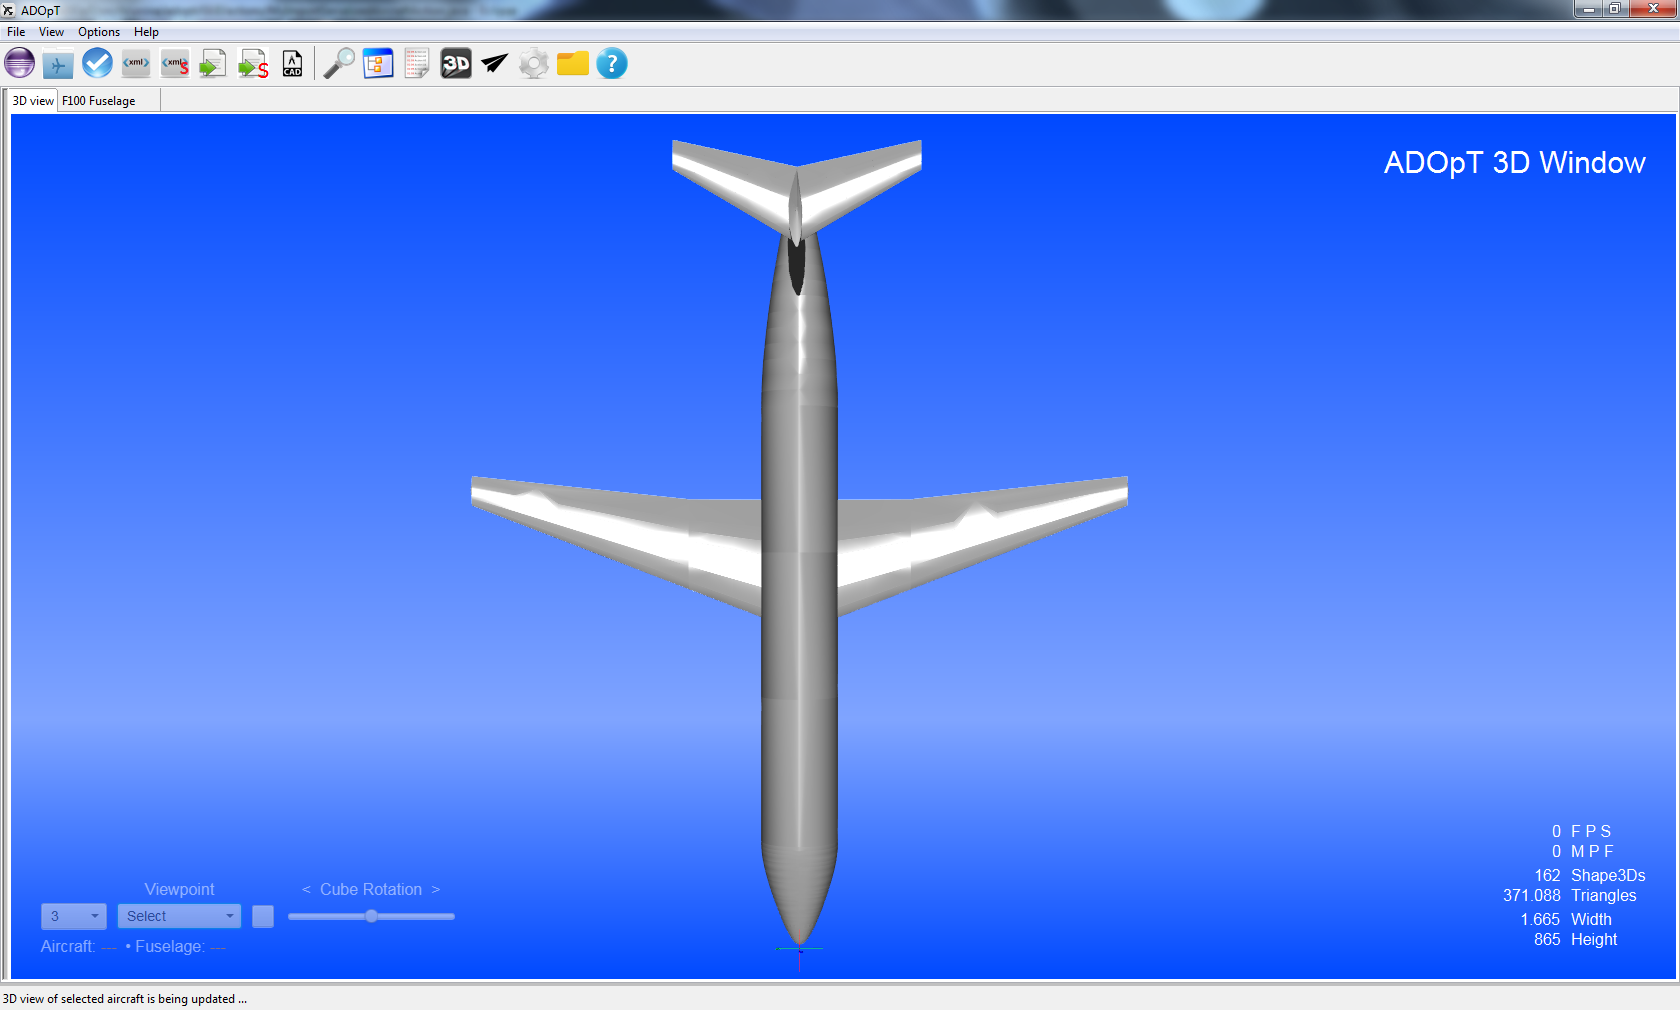 ADOpT
File View Options Help
<xml> <xml> S S A CAD 3D ?
3D view F100 Fuselage
ADOpT 3D Window
0 F P S
0 M P F
162 Shape3Ds
371.088 Triangles
1.665 Width
865 Height
Viewpoint < Cube Rotation >
3 Select
Aircraft: --- • Fuselage: ---
3D view of selected aircraft is being updated ...